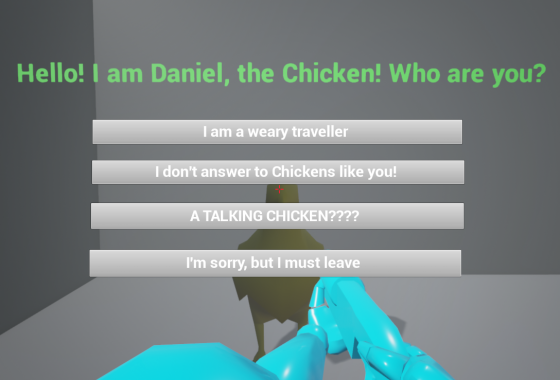 Hello! I am Daniel, the Chicken! Who are you?
I am a weary traveller
I don't answer to Chickens like you!
A TALKING CHICKEN????
I'm sorry, but I must leave